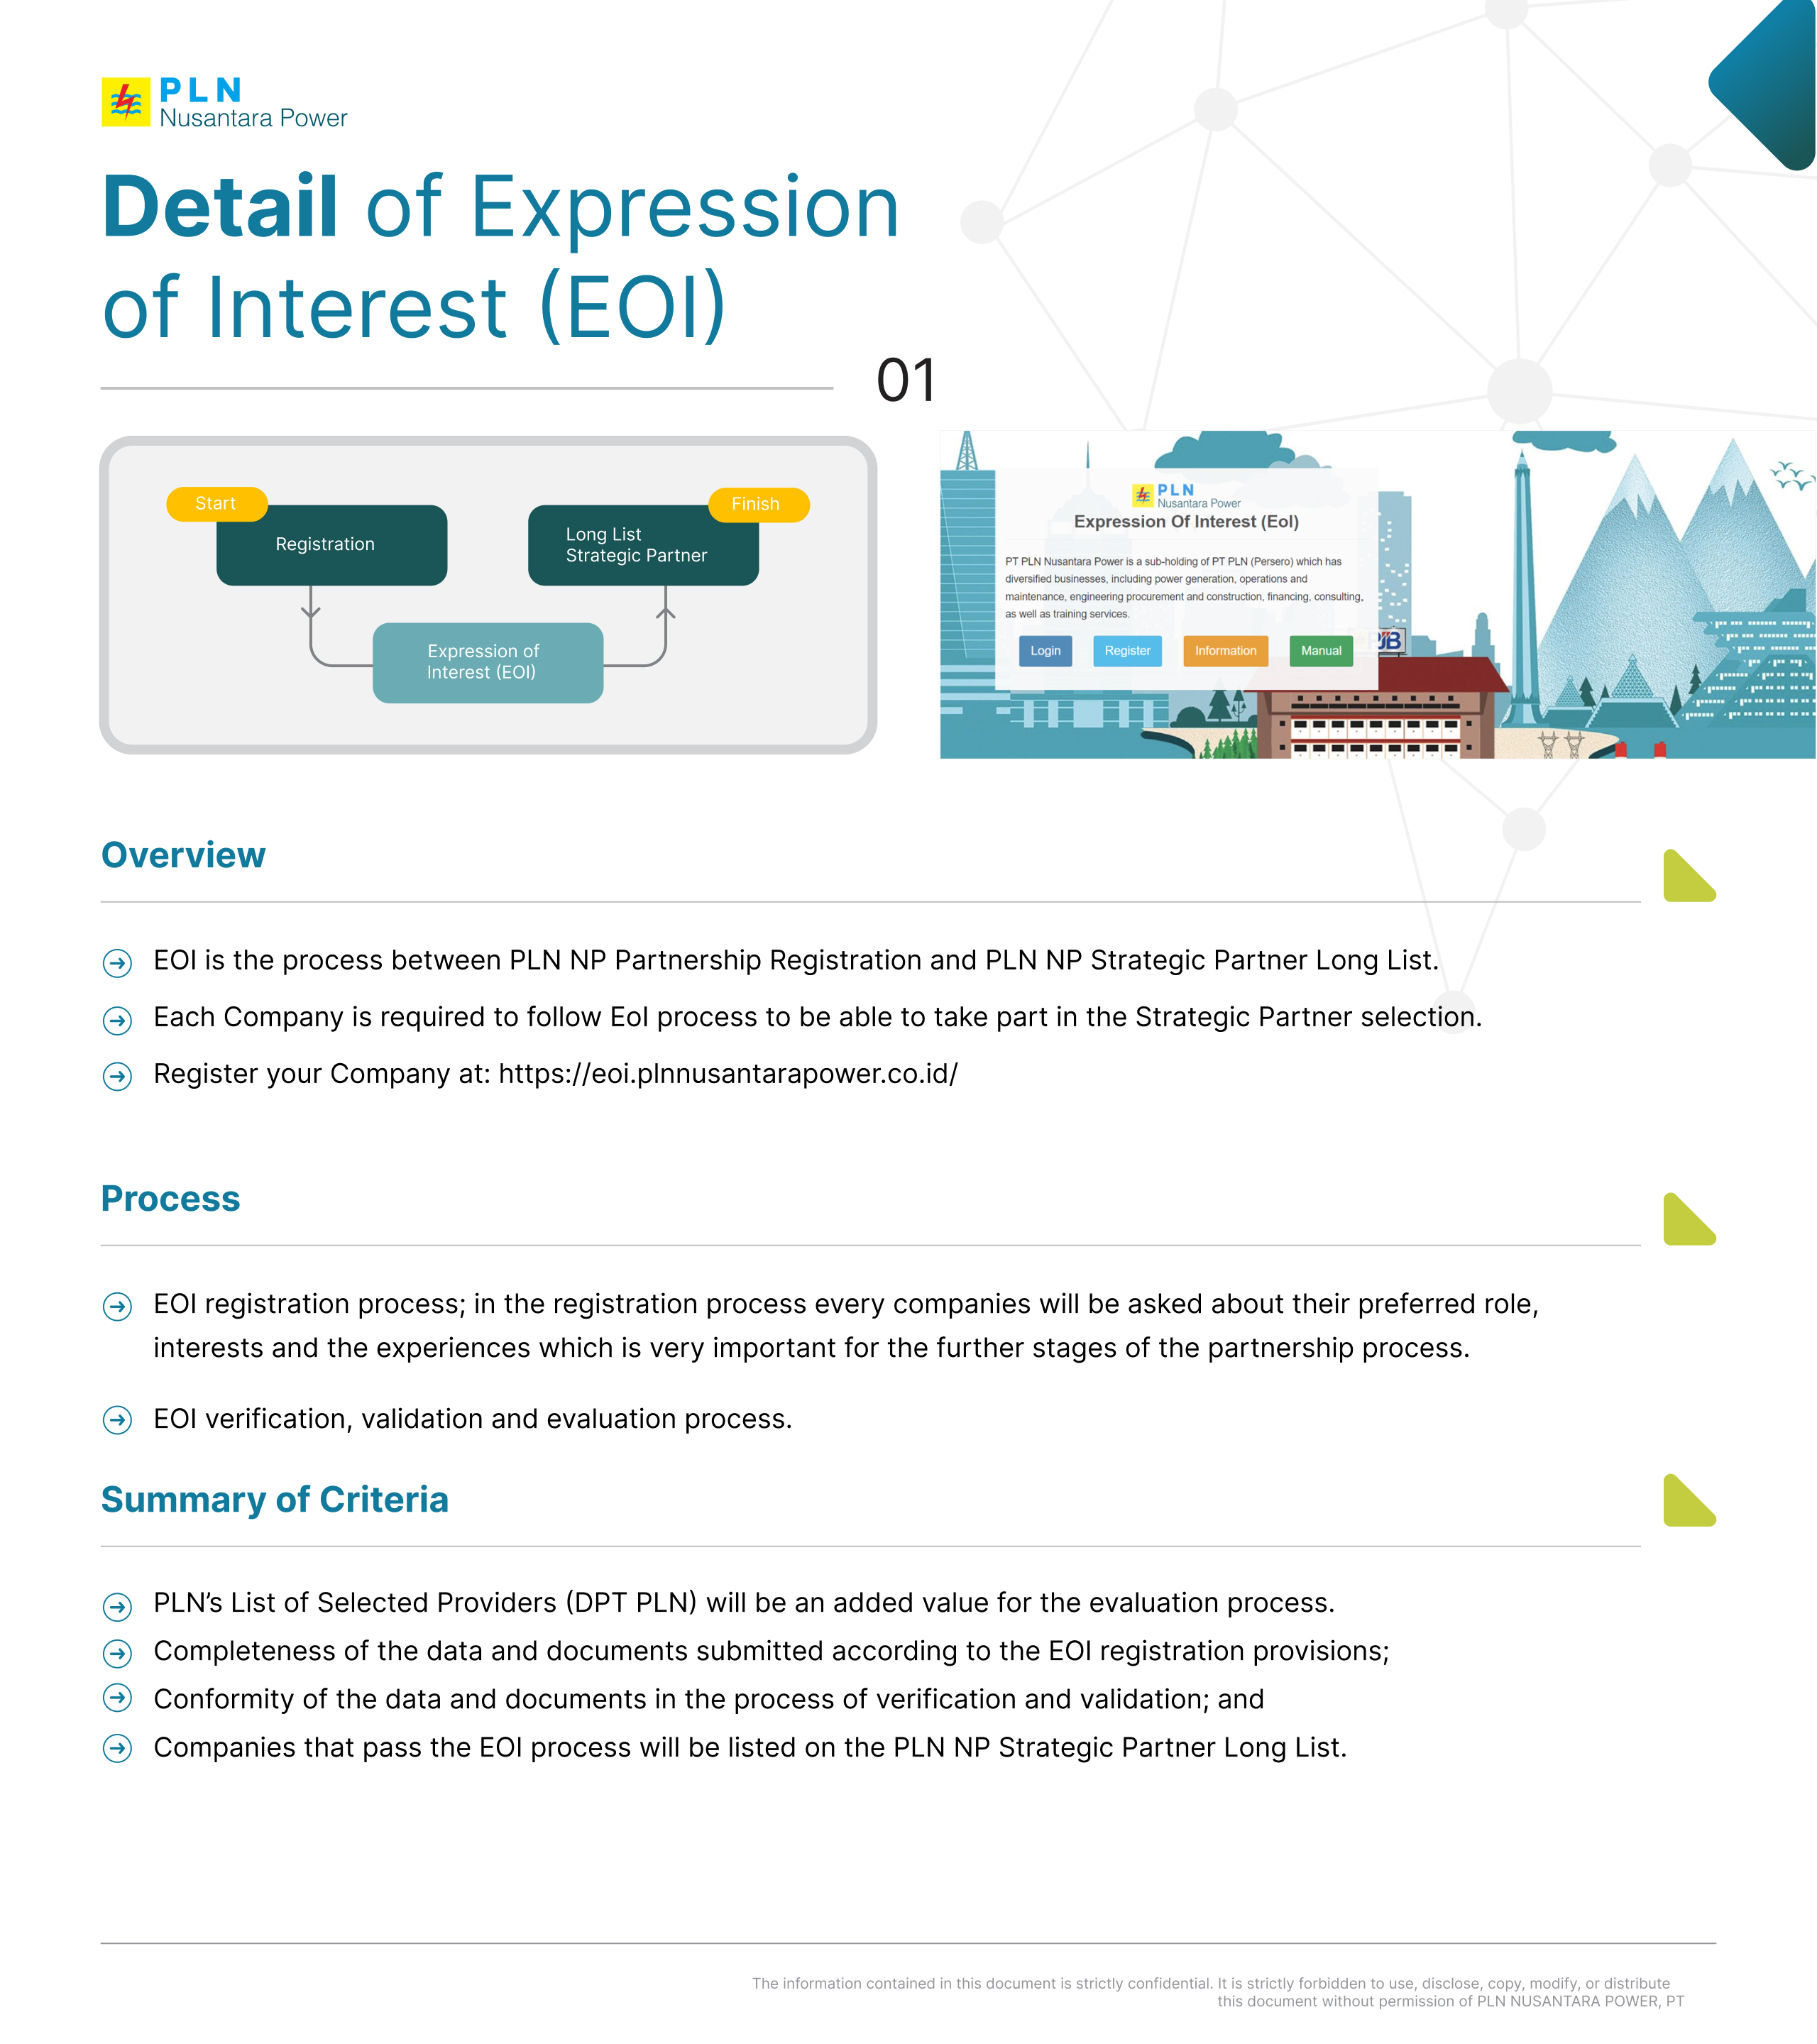 PLN
Nusantara Power
Detail of Expression
of Interest (EOI)
01
Start
Registration
Finish
Long List
Strategic Partner
Expression of
Interest (EOI)
PLN
Nusantara Power
Expression Of Interest (EoI)
PT PLN Nusantara Power is a sub-holding of PT PLN (Persero) which has
diversified businesses, including power generation, operations and
maintenance, engineering procurement and construction, financing, consulting,
as well as training services.
Login Register Information Manual
Overview
EOI is the process between PLN NP Partnership Registration and PLN NP Strategic Partner Long List.
Each Company is required to follow EoI process to be able to take part in the Strategic Partner selection.
Register your Company at: https://eoi.plnnusantarapower.co.id/
Process
EOI registration process; in the registration process every companies will be asked about their preferred role,
interests and the experiences which is very important for the further stages of the partnership process.
EOI verification, validation and evaluation process.
Summary of Criteria
PLN’s List of Selected Providers (DPT PLN) will be an added value for the evaluation process.
Completeness of the data and documents submitted according to the EOI registration provisions;
Conformity of the data and documents in the process of verification and validation; and
Companies that pass the EOI process will be listed on the PLN NP Strategic Partner Long List.
The information contained in this document is strictly confidential. It is strictly forbidden to use, disclose, copy, modify, or distribute
this document without permission of PLN NUSANTARA POWER, PT